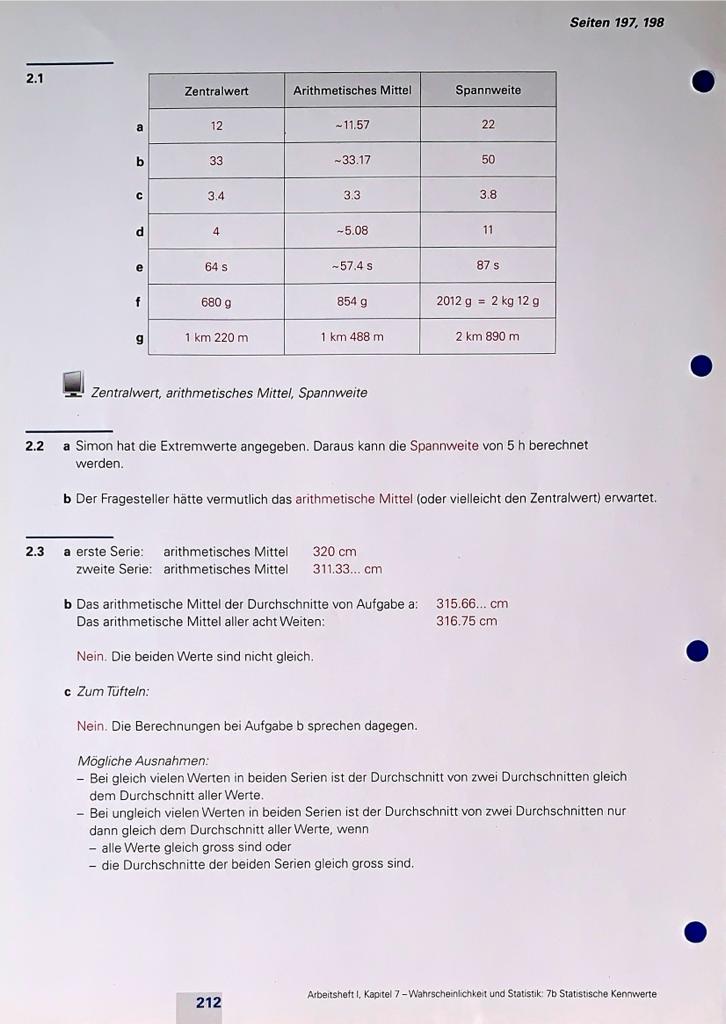 Seiten 197, 198
2.1
Zentralwert Arithmetisches Mittel Spannweite
a 12 ~11.57 22
b 33 ~33.17 50
c 3.4 3.3 3.8
d 4 ~5.08 11
e 64 s ~57.4 s 87 s
f 680 g 854 g 2012 g = 2 kg 12 g
g 1 km 220 m 1 km 488 m 2 km 890 m
Zentralwert, arithmetisches Mittel, Spannweite
2.2 a Simon hat die Extremwerte angegeben. Daraus kann die Spannweite von 5 h berechnet
werden.
b Der Fragesteller hätte vermutlich das arithmetische Mittel (oder vielleicht den Zentralwert) erwartet.
2.3 a erste Serie: arithmetisches Mittel 320 cm
zweite Serie: arithmetisches Mittel 311.33... cm
b Das arithmetische Mittel der Durchschnitte von Aufgabe a: 315.66... cm
Das arithmetische Mittel aller acht Weiten: 316.75 cm
Nein. Die beiden Werte sind nicht gleich.
c Zum Tüfteln:
Nein. Die Berechnungen bei Aufgabe b sprechen dagegen.
Mögliche Ausnahmen:
– Bei gleich vielen Werten in beiden Serien ist der Durchschnitt von zwei Durchschnitten gleich
dem Durchschnitt aller Werte.
– Bei ungleich vielen Werten in beiden Serien ist der Durchschnitt von zwei Durchschnitten nur
dann gleich dem Durchschnitt aller Werte, wenn
– alle Werte gleich gross sind oder
– die Durchschnitte der beiden Serien gleich gross sind.
212
Arbeitsheft I, Kapitel 7 – Wahrscheinlichkeit und Statistik: 7b Statistische Kennwerte